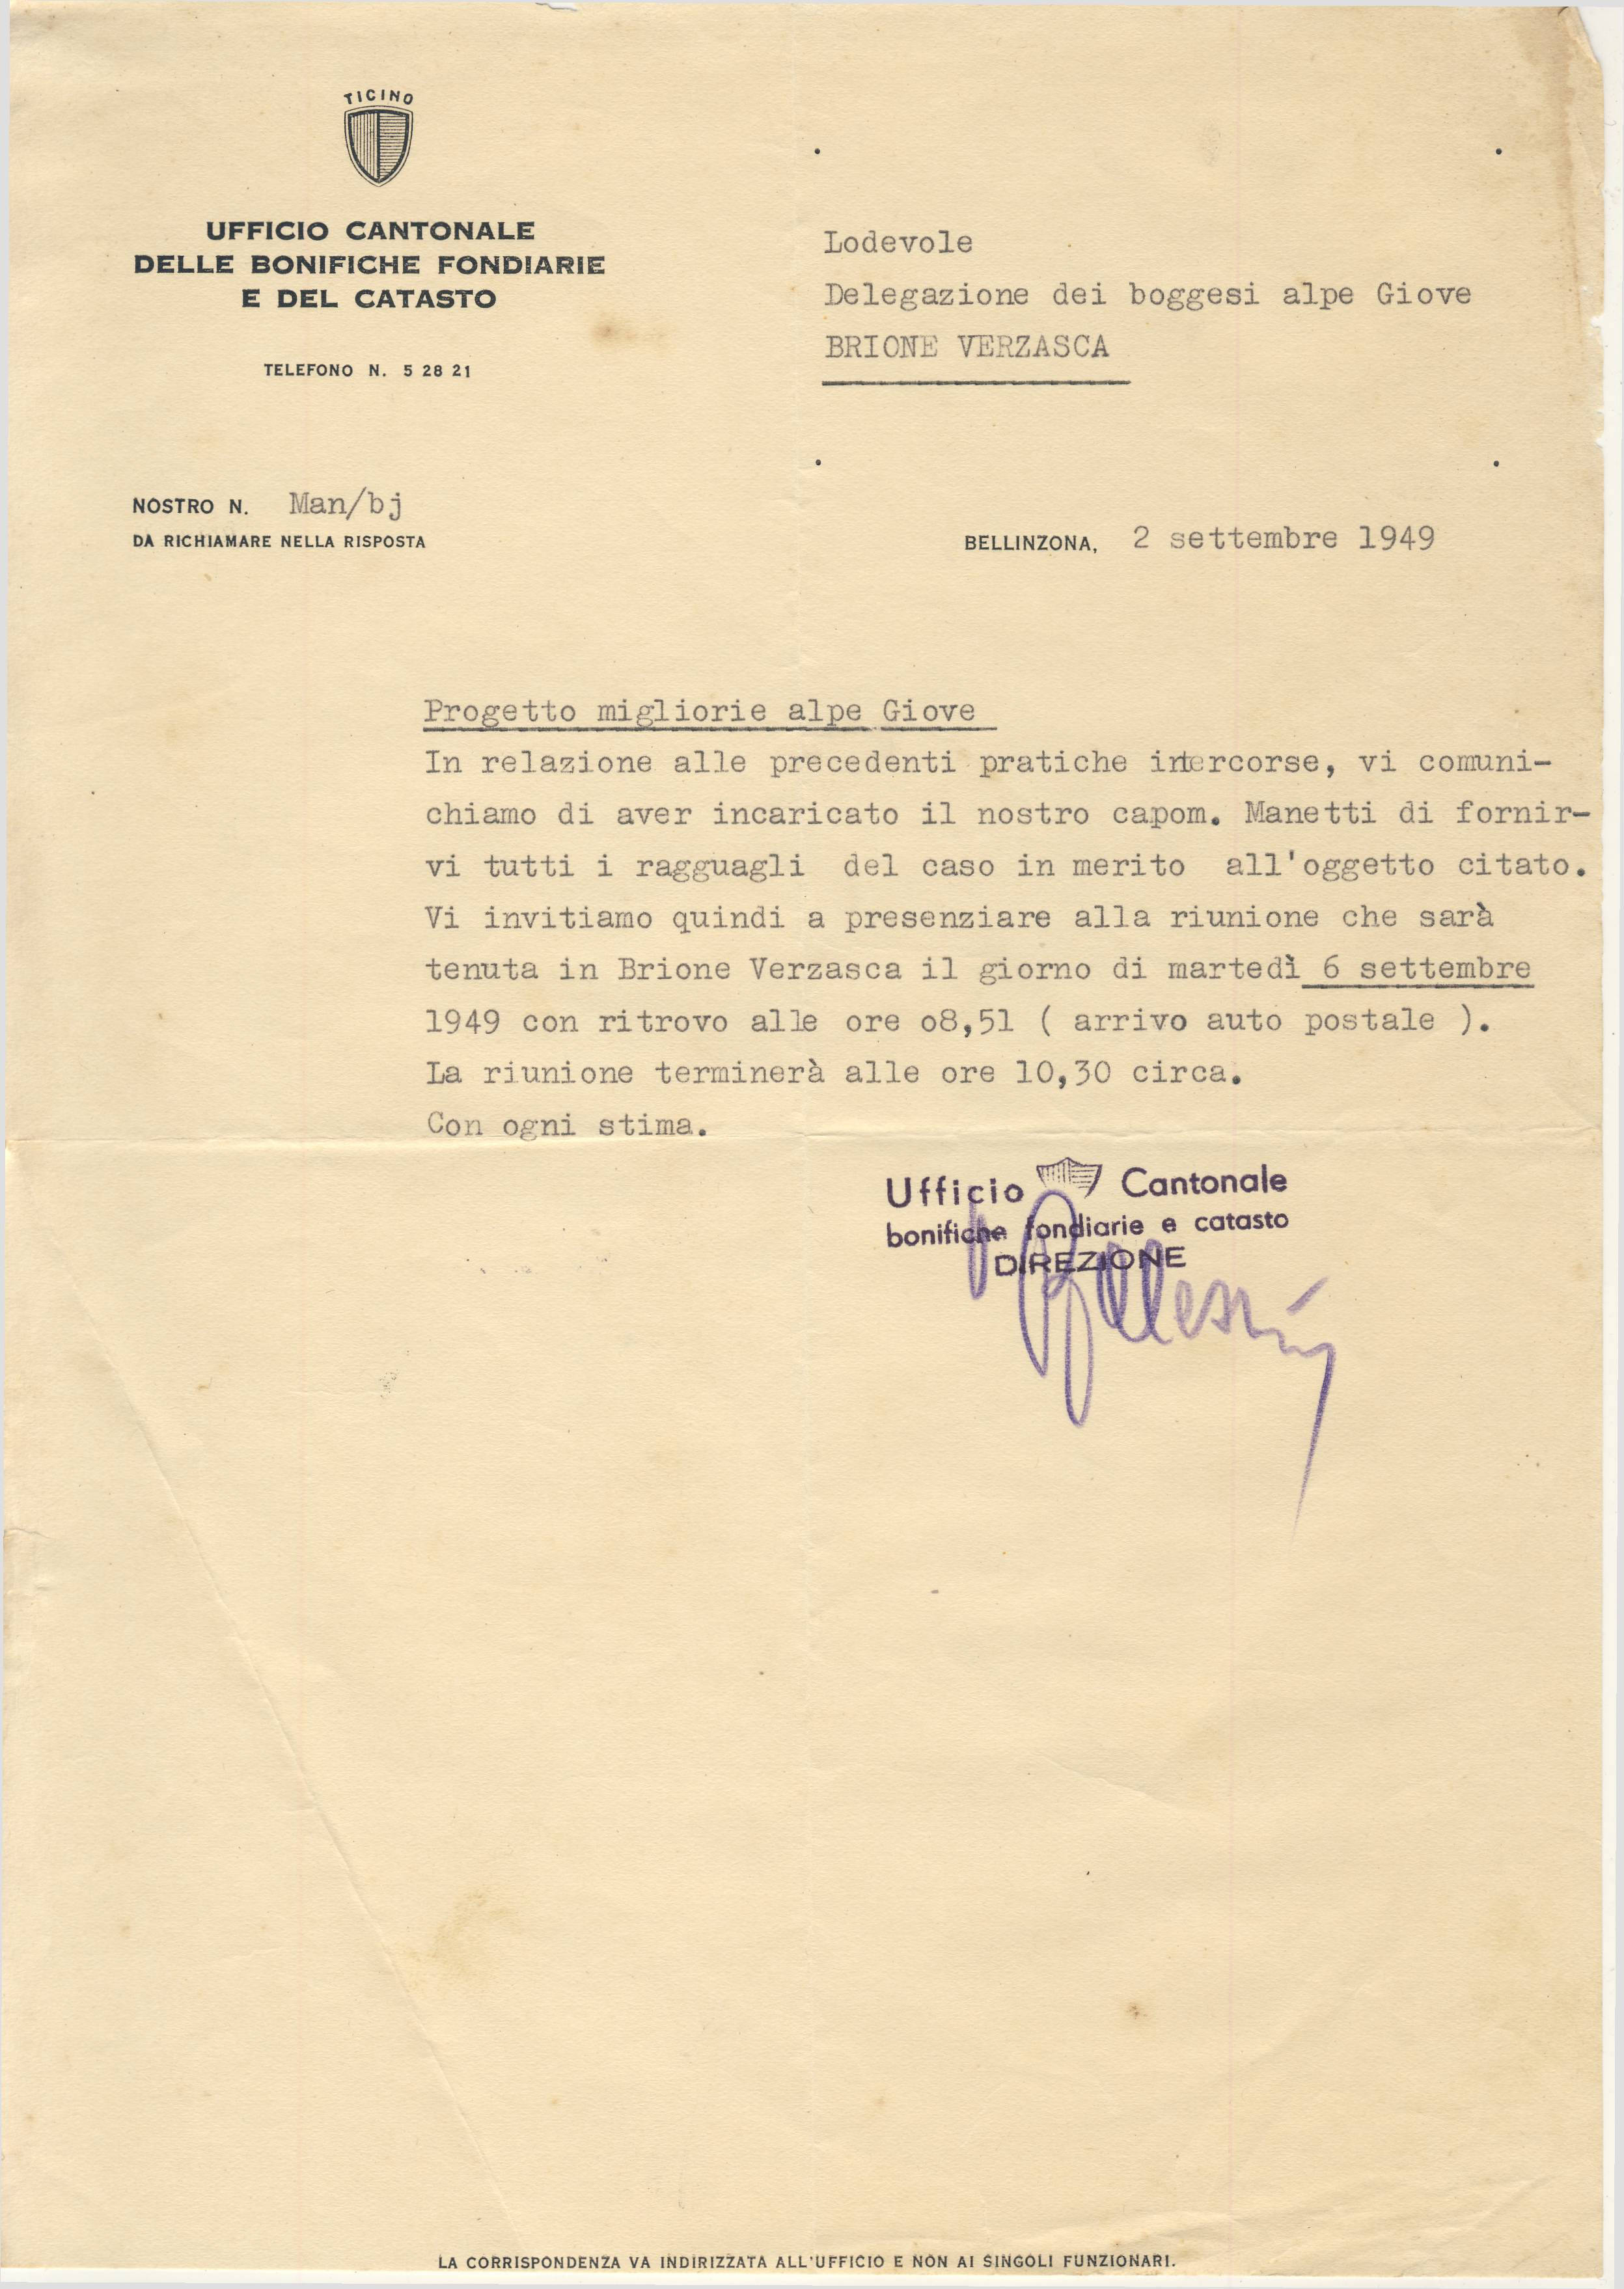 TICINO
UFFICIO CANTONALE
DELLE BONIFICHE FONDIARIE
E DEL CATASTO
TELEFONO N. 5 28 21
Lodevole
Delegazione dei boggesi alpe Giove
BRIONE VERZASCA
NOSTRO N. Man/bj
DA RICHIAMARE NELLA RISPOSTA
BELLINZONA, 2 settembre 1949
Progetto migliorie alpe Giove
In relazione alle precedenti pratiche intercorse, vi comuni-
chiamo di aver incaricato il nostro capom. Manetti di fornir-
vi tutti i ragguagli del caso in merito all'oggetto citato.
Vi invitiamo quindi a presenziare alla riunione che sarà
tenuta in Brione Verzasca il giorno di martedì 6 settembre
1949 con ritrovo alle ore o8,51 ( arrivo auto postale ).
La riunione terminerà alle ore 10,30 circa.
Con ogni stima.
Ufficio Cantonale
bonifiche fondiarie e catasto
DIREZIONE
LA CORRISPONDENZA VA INDIRIZZATA ALL'UFFICIO E NON AI SINGOLI FUNZIONARI.